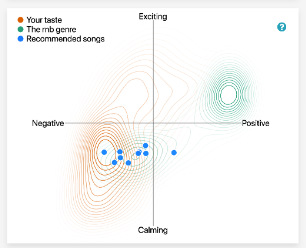 Exciting
Your taste
The rnb genre
Recommended songs
?
Negative
Positive
Calming